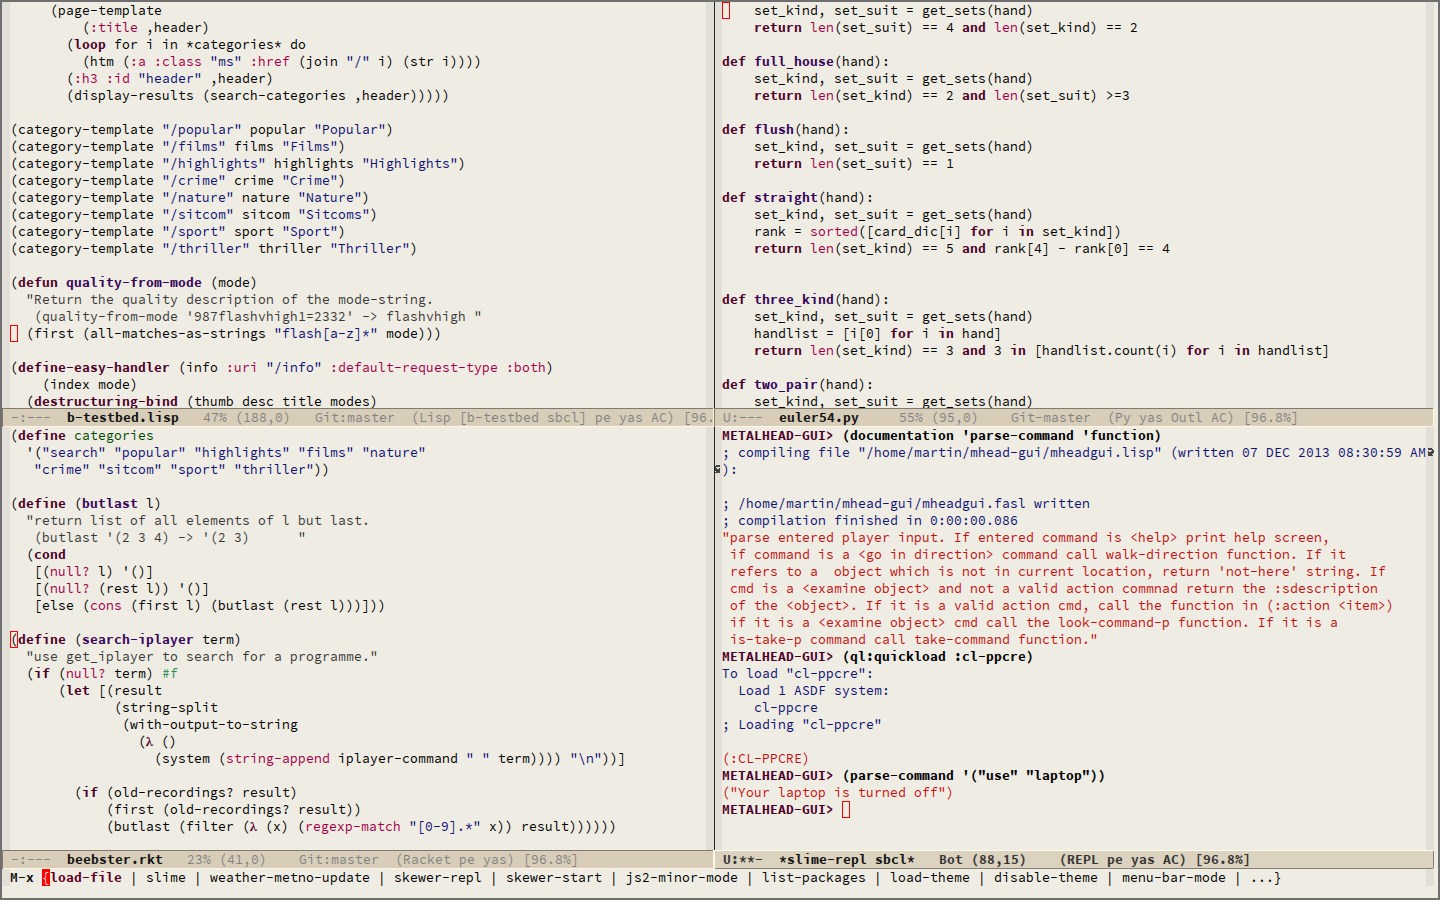 (page-template
         (:title ,header)
       (loop for i in *categories* do
         (htm (:a :class "ms" :href (join "/" i) (str i))))
       (:h3 :id "header" ,header)
       (display-results (search-categories ,header)))))

(category-template "/popular" popular "Popular")
(category-template "/films" films "Films")
(category-template "/highlights" highlights "Highlights")
(category-template "/crime" crime "Crime")
(category-template "/nature" nature "Nature")
(category-template "/sitcom" sitcom "Sitcoms")
(category-template "/sport" sport "Sport")
(category-template "/thriller" thriller "Thriller")

(defun quality-from-mode (mode)
  "Return the quality description of the mode-string.
   (quality-from-mode '987flashvhigh1=2332' -> flashvhigh "
  (first (all-matches-as-strings "flash[a-z]*" mode)))

(define-easy-handler (info :uri "/info" :default-request-type :both)
    (index mode)
  (destructuring-bind (thumb desc title modes)
-:---  b-testbed.lisp   47% (188,0)   Git:master  (Lisp [b-testbed sbcl] pe yas AC) [96.
    set_kind, set_suit = get_sets(hand)
    return len(set_suit) == 4 and len(set_kind) == 2

def full_house(hand):
    set_kind, set_suit = get_sets(hand)
    return len(set_kind) == 2 and len(set_suit) >=3

def flush(hand):
    set_kind, set_suit = get_sets(hand)
    return len(set_suit) == 1

def straight(hand):
    set_kind, set_suit = get_sets(hand)
    rank = sorted([card_dic[i] for i in set_kind])
    return len(set_kind) == 5 and rank[4] - rank[0] == 4

def three_kind(hand):
    set_kind, set_suit = get_sets(hand)
    handlist = [i[0] for i in hand]
    return len(set_kind) == 3 and 3 in [handlist.count(i) for i in handlist]

def two_pair(hand):
    set_kind, set_suit = get_sets(hand)
U:---  euler54.py     55% (95,0)    Git-master  (Py yas Outl AC) [96.8%]
(define categories
  '("search" "popular" "highlights" "films" "nature"
   "crime" "sitcom" "sport" "thriller"))

(define (butlast l)
  "return list of all elements of l but last.
   (butlast '(2 3 4) -> '(2 3)      "
  (cond
   [(null? l) '()]
   [(null? (rest l)) '()]
   [else (cons (first l) (butlast (rest l)))]))

(define (search-iplayer term)
  "use get_iplayer to search for a programme."
  (if (null? term) #f
      (let [(result
             (string-split
              (with-output-to-string
                (λ ()
                  (system (string-append iplayer-command " " term)))) "\n"))]

        (if (old-recordings? result)
            (first (old-recordings? result))
            (butlast (filter (λ (x) (regexp-match "[0-9].*" x)) result))))))
-:---  beebster.rkt   23% (41,0)    Git:master  (Racket pe yas) [96.8%]
METALHEAD-GUI> (documentation 'parse-command 'function)
; compiling file "/home/martin/mhead-gui/mheadgui.lisp" (written 07 DEC 2013 08:30:59 AM
):

; /home/martin/mhead-gui/mheadgui.fasl written
; compilation finished in 0:00:00.086
"parse entered player input. If entered command is <help> print help screen,
 if command is a <go in direction> command call walk-direction function. If it
 refers to a  object which is not in current location, return 'not-here' string. If
 cmd is a <examine object> and not a valid action commnad return the :sdescription
 of the <object>. If it is a valid action cmd, call the function in (:action <item>)
 if it is a <examine object> cmd call the look-command-p function. If it is a
 is-take-p command call take-command function."
METALHEAD-GUI> (ql:quickload :cl-ppcre)
To load "cl-ppcre":
  Load 1 ASDF system:
    cl-ppcre
; Loading "cl-ppcre"

(:CL-PPCRE)
METALHEAD-GUI> (parse-command '("use" "laptop"))
("Your laptop is turned off")
METALHEAD-GUI>
U:**-  *slime-repl sbcl*   Bot (88,15)    (REPL pe yas AC) [96.8%]
M-x {load-file | slime | weather-metno-update | skewer-repl | skewer-start | js2-minor-mode | list-packages | load-theme | disable-theme | menu-bar-mode | ...}